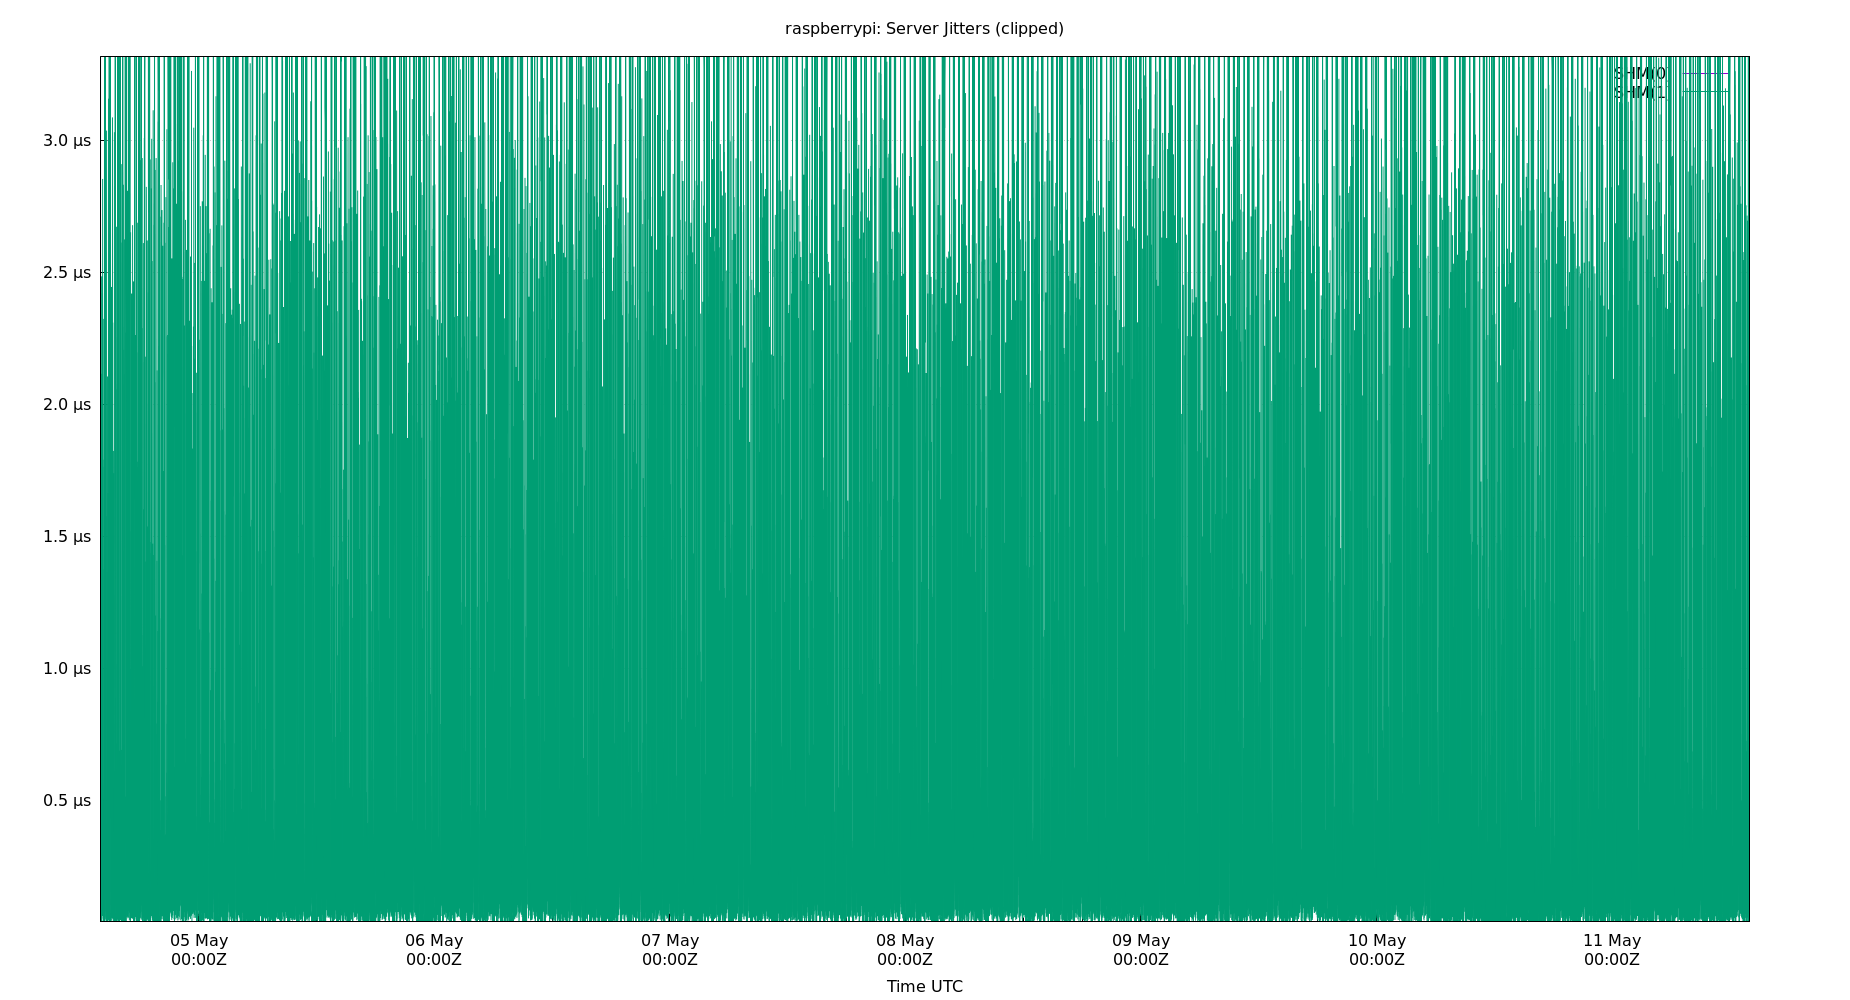 raspberrypi: Server Jitters (clipped)
SHM(0)
SHM(1)
3.0 µs
2.5 µs
2.0 µs
1.5 µs
1.0 µs
0.5 µs
05 May 06 May 07 May 08 May 09 May 10 May 11 May
00:00Z 00:00Z 00:00Z 00:00Z 00:00Z 00:00Z 00:00Z
Time UTC